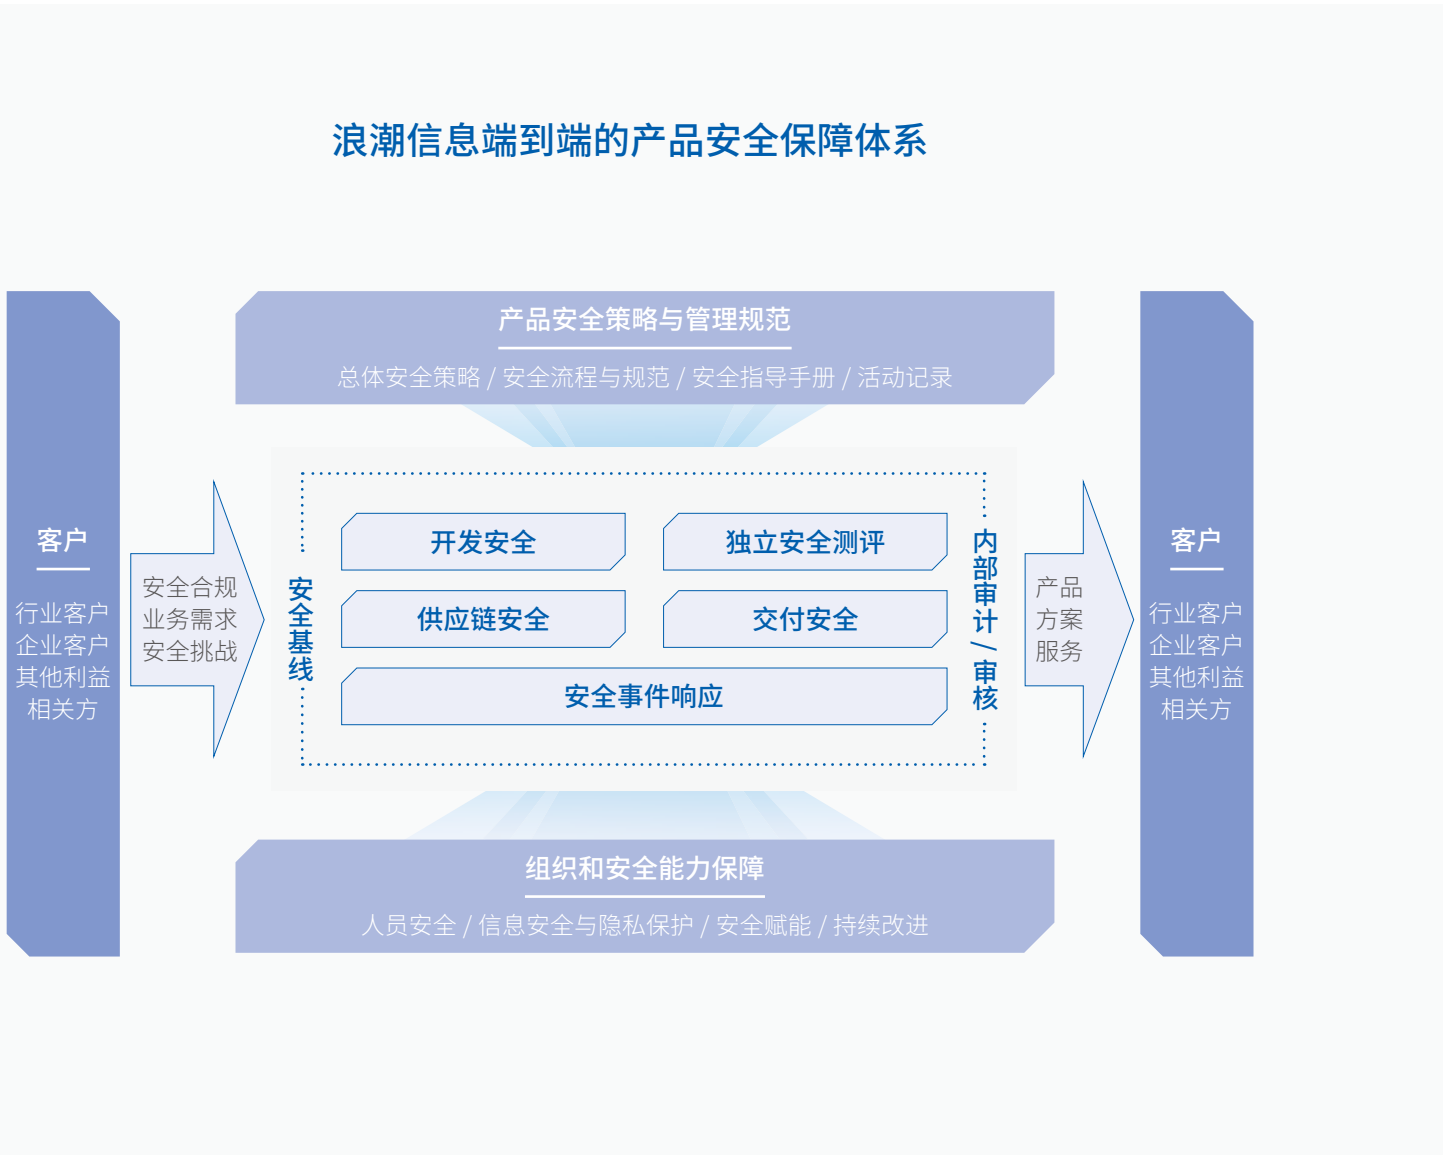 浪潮信息端到端的产品安全保障体系
产品安全策略与管理规范
总体安全策略 / 安全流程与规范 / 安全指导手册 / 活动记录
客户
行业客户
企业客户
其他利益
相关方
安全合规
业务需求
安全挑战
安全基线
开发安全
独立安全测评
供应链安全
交付安全
安全事件响应
内部审计/审核
产品
方案
服务
客户
行业客户
企业客户
其他利益
相关方
组织和安全能力保障
人员安全 / 信息安全与隐私保护 / 安全赋能 / 持续改进